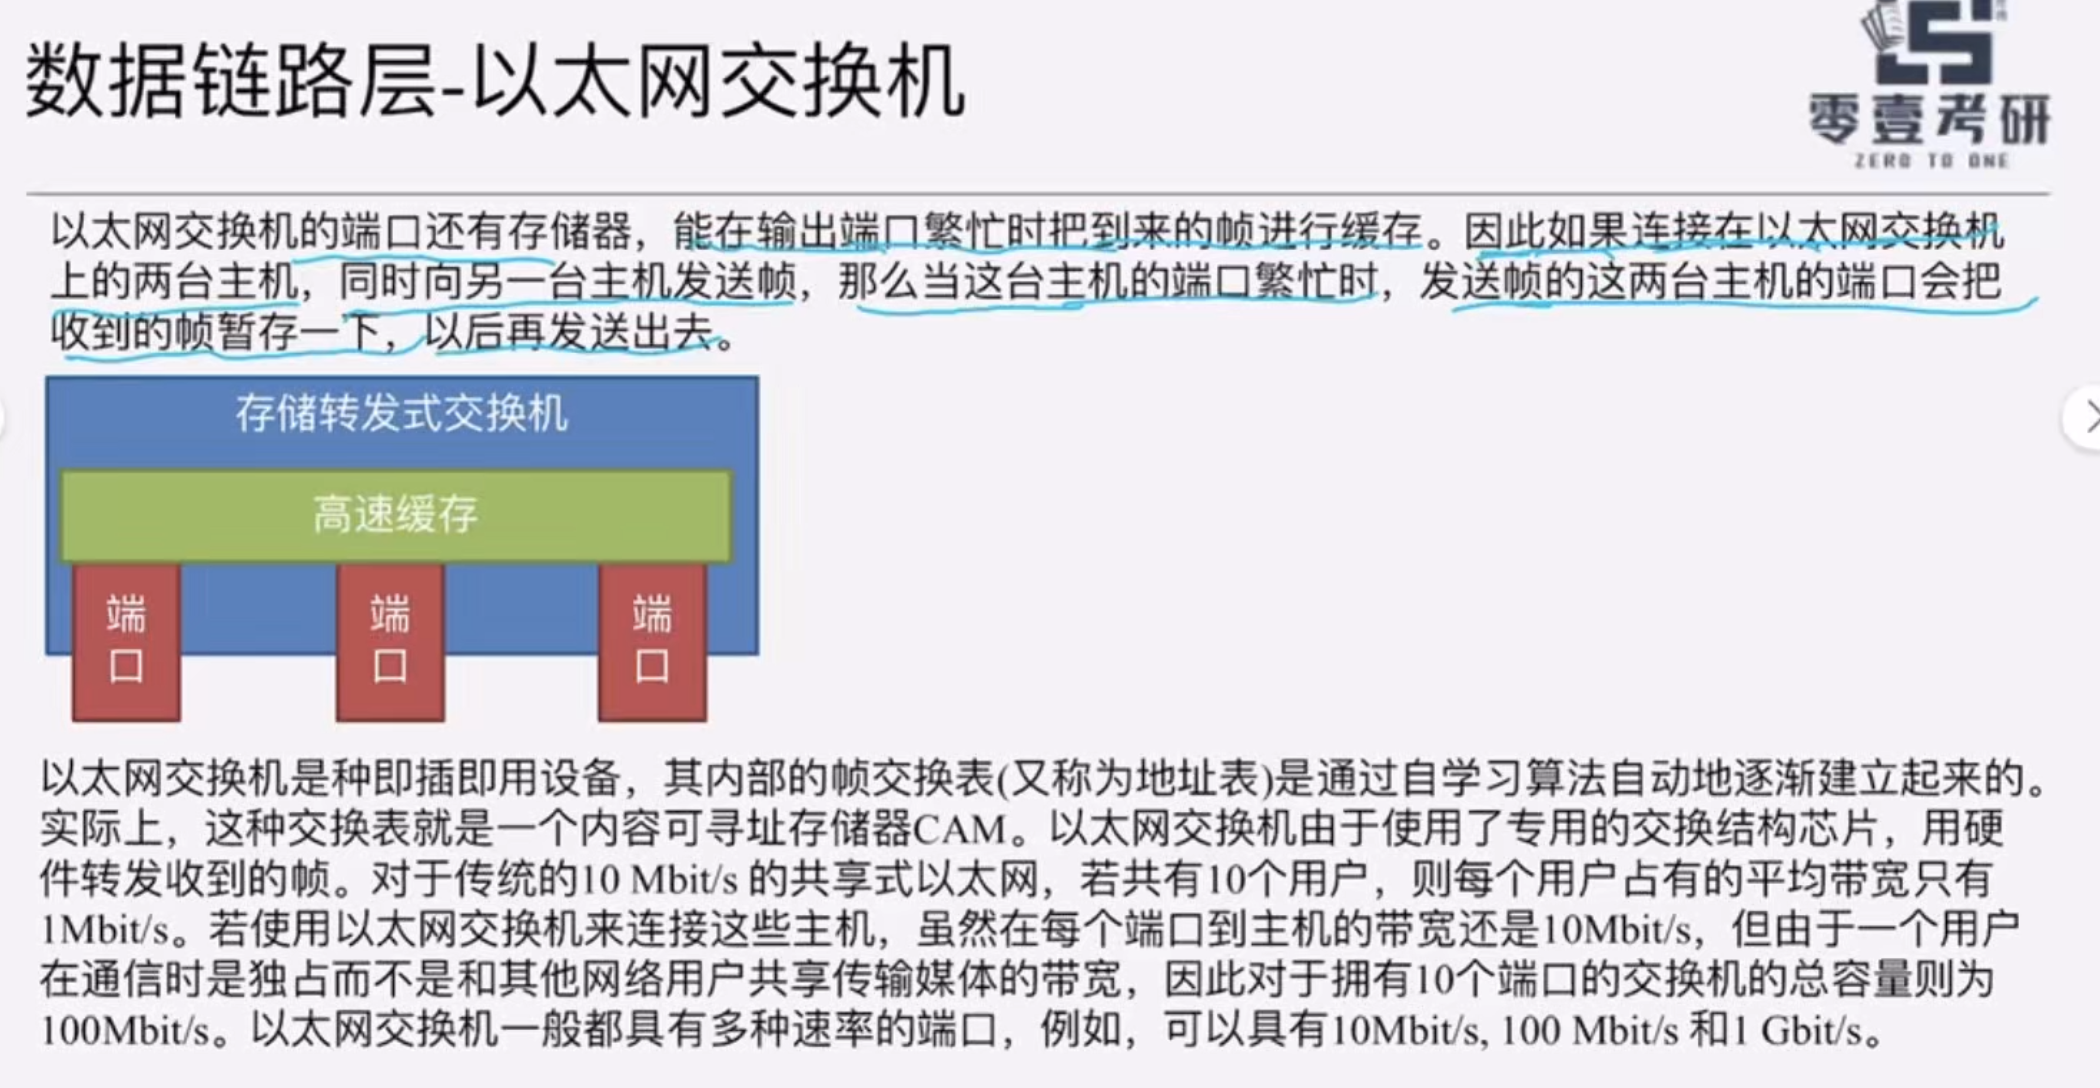 数据链路层-以太网交换机
零壹考研
ZERO TO ONE
以太网交换机的端口还有存储器，能在输出端口繁忙时把到来的帧进行缓存。因此如果连接在以太网交换机
上的两台主机，同时向另一台主机发送帧，那么当这台主机的端口繁忙时，发送帧的这两台主机的端口会把
收到的帧暂存一下，以后再发送出去。
存储转发式交换机
高速缓存
端口
端口
端口
以太网交换机是种即插即用设备，其内部的帧交换表(又称为地址表)是通过自学习算法自动地逐渐建立起来的。
实际上，这种交换表就是一个内容可寻址存储器CAM。以太网交换机由于使用了专用的交换结构芯片，用硬
件转发收到的帧。对于传统的10 Mbit/s 的共享式以太网，若共有10个用户，则每个用户占有的平均带宽只有
1Mbit/s。若使用以太网交换机来连接这些主机，虽然在每个端口到主机的带宽还是10Mbit/s，但由于一个用户
在通信时是独占而不是和其他网络用户共享传输媒体的带宽，因此对于拥有10个端口的交换机的总容量则为
100Mbit/s。以太网交换机一般都具有多种速率的端口，例如，可以具有10Mbit/s, 100 Mbit/s 和1 Gbit/s。